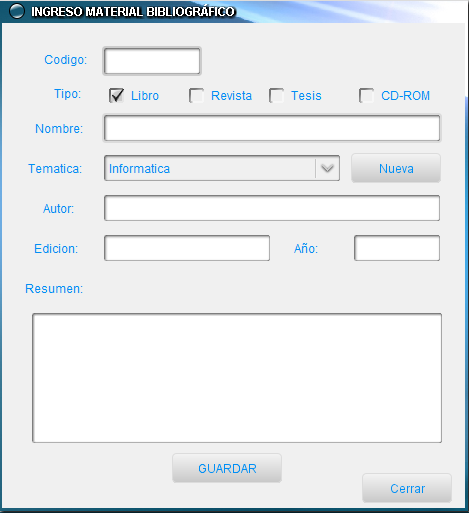 INGRESO MATERIAL BIBLIOGRÁFICO
Codigo:
Tipo: Libro Revista Tesis CD-ROM
Nombre:
Tematica: Informatica Nueva
Autor:
Edicion: Año:
Resumen:
GUARDAR
Cerrar